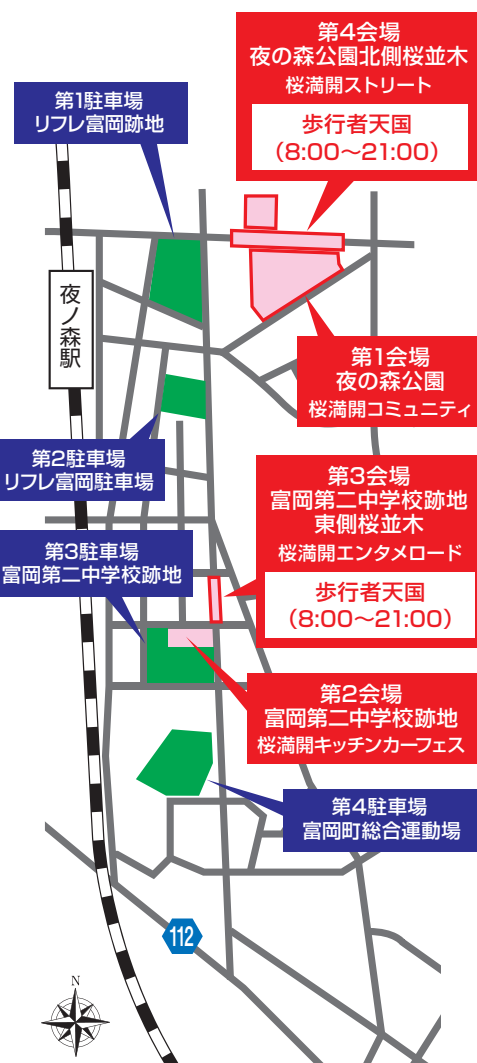 第4会場
夜の森公園北側桜並木
桜満開ストリート
歩行者天国
(8:00〜21:00)
第1駐車場
リフレ富岡跡地
夜ノ森駅
第1会場
夜の森公園
桜満開コミュニティ
第2駐車場
リフレ富岡駐車場
第3会場
富岡第二中学校跡地
東側桜並木
桜満開エンタメロード
歩行者天国
(8:00〜21:00)
第3駐車場
富岡第二中学校跡地
第2会場
富岡第二中学校跡地
桜満開キッチンカーフェス
第4駐車場
富岡町総合運動場
112
N